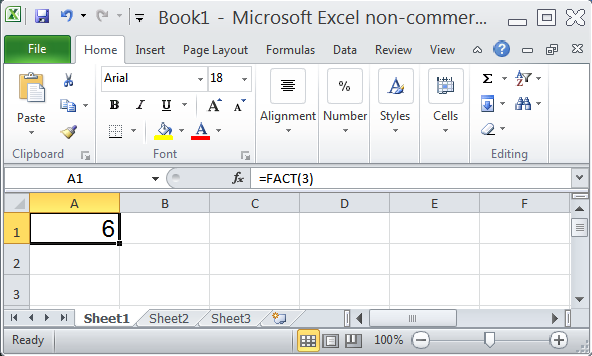 Book1 - Microsoft Excel non-commer...
File Home Insert Page Layout Formulas Data Review View
Arial 18
Paste B I U A A Alignment % Number Styles Cells Σ
A
Clipboard Font Editing
A1 fx =FACT(3)
A B C D E F
1 6
2
3
Sheet1 Sheet2 Sheet3
Ready 100%